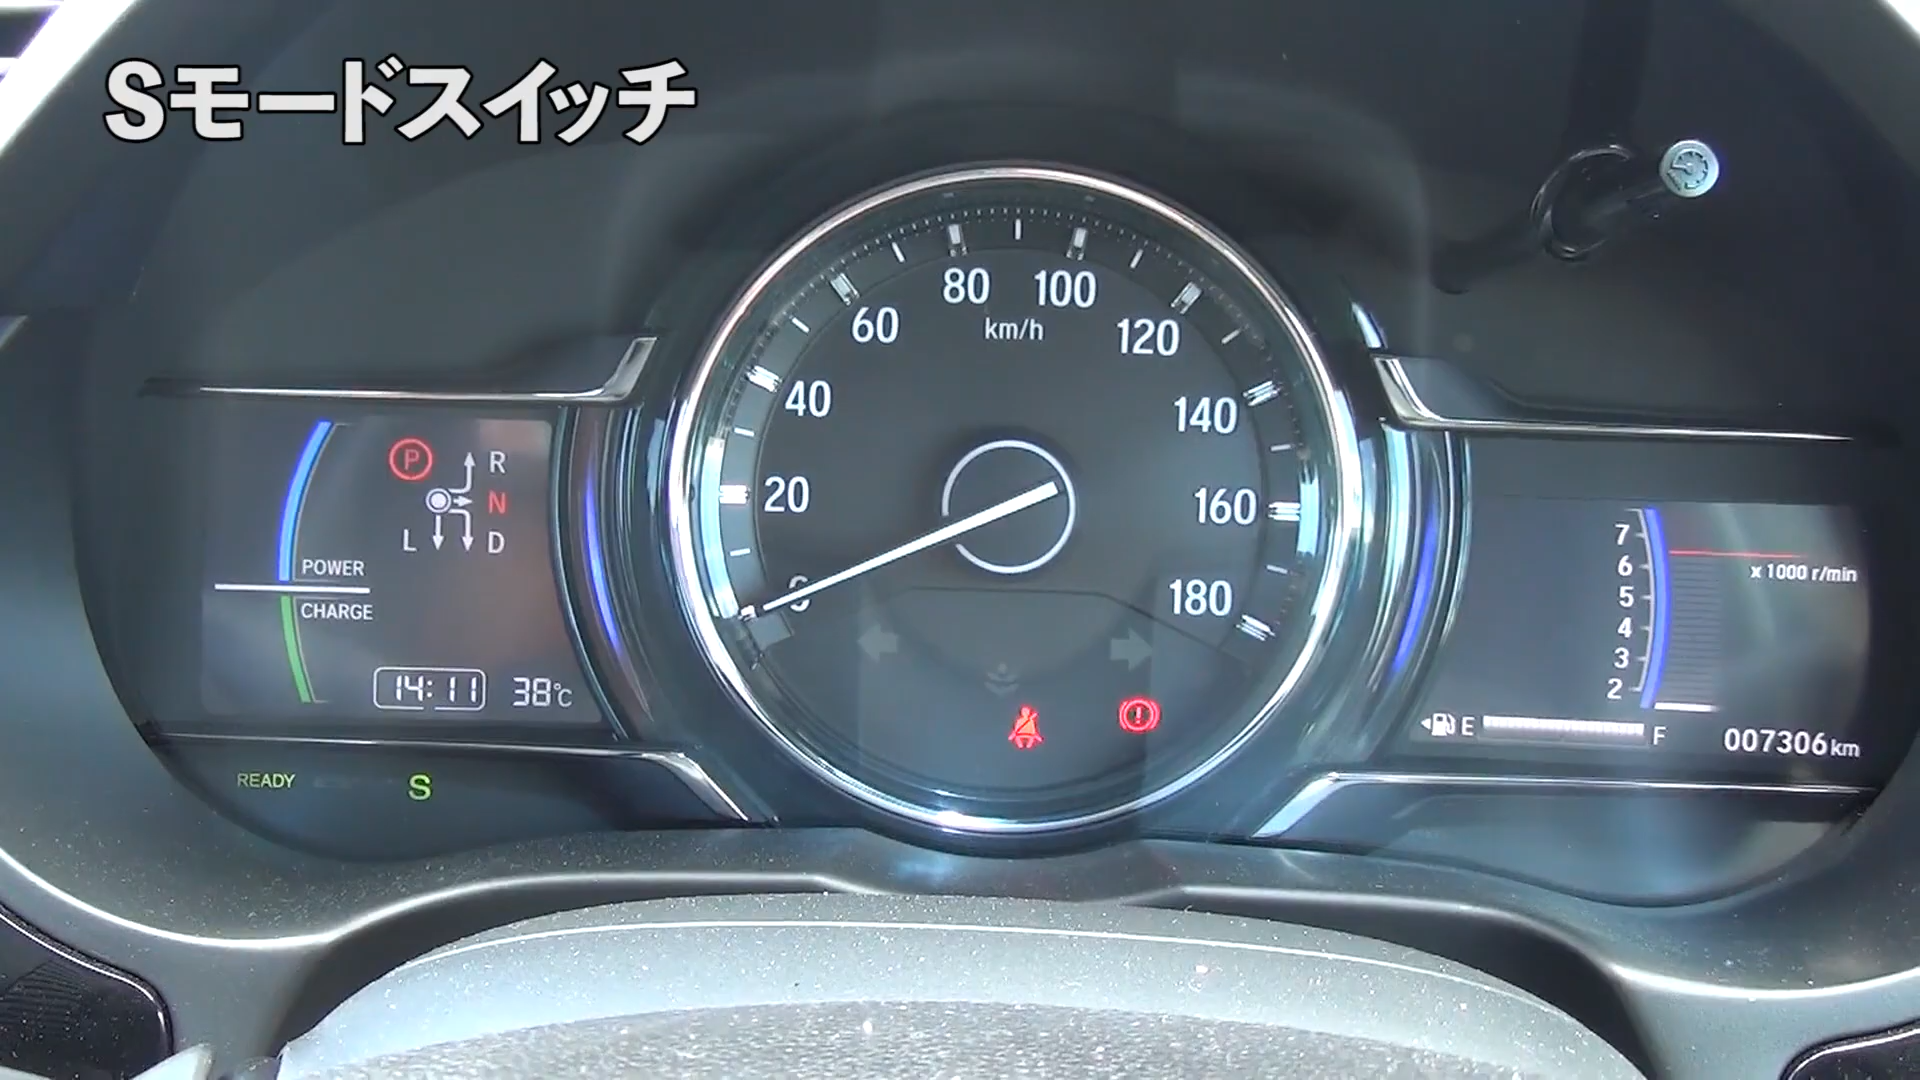 Sモードスイッチ
80 100
km/h
60 120
40 140
20 160
0 180
P R
N
L D
POWER
CHARGE
14:11 38℃
READY S
7
6
x 1000 r/min
5
4
3
2
E F
007306km